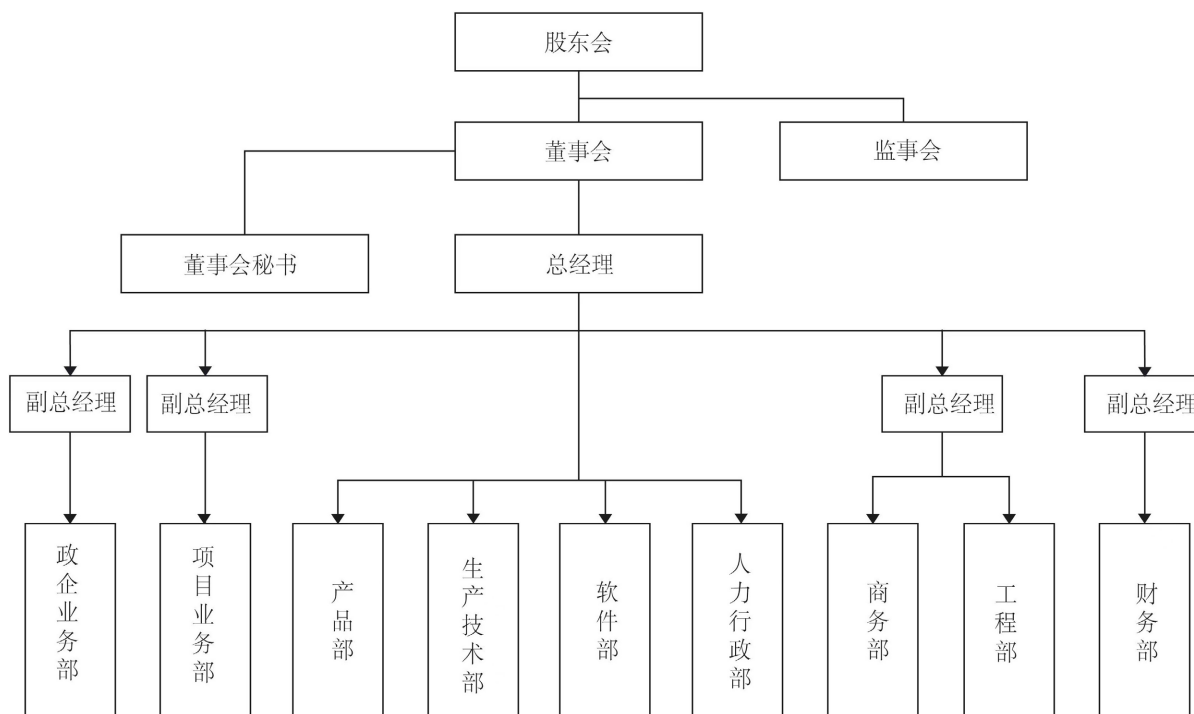 股东会
董事会
监事会
董事会秘书
总经理
副总经理
副总经理
副总经理
副总经理
政企业务部
项目业务部
产品部
生产技术部
软件部
人力行政部
商务部
工程部
财务部